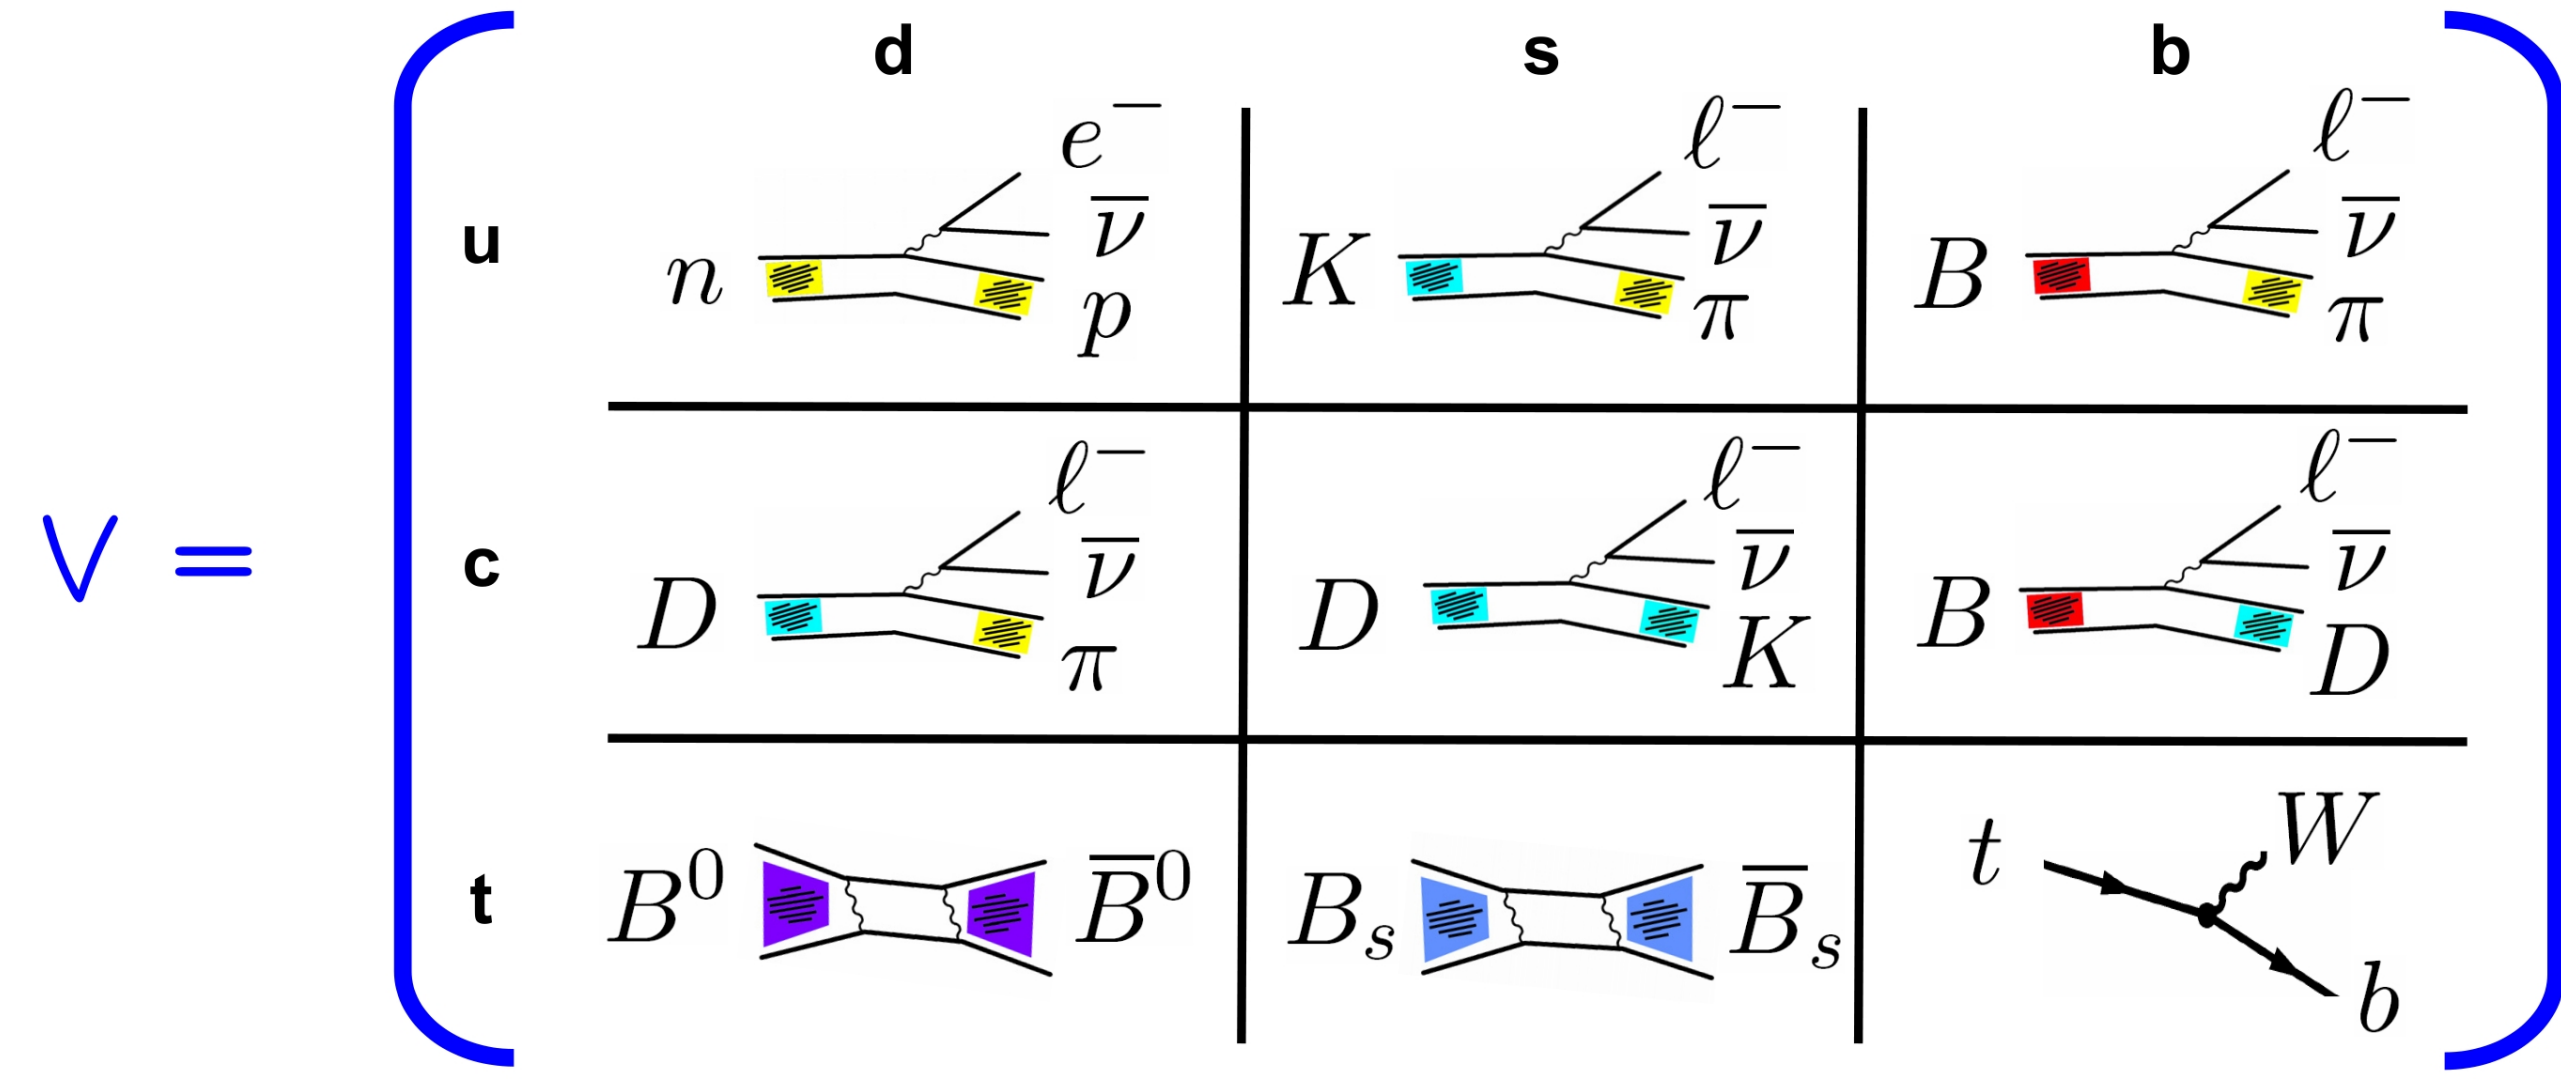 d s b
u n e⁻ ν̅ p K ℓ⁻ ν̅ π B ℓ⁻ ν̅ π
V = c D ℓ⁻ ν̅ π D ℓ⁻ ν̅ K B ℓ⁻ ν̅ D
t B⁰ B̅⁰ Bₛ B̅ₛ t W b